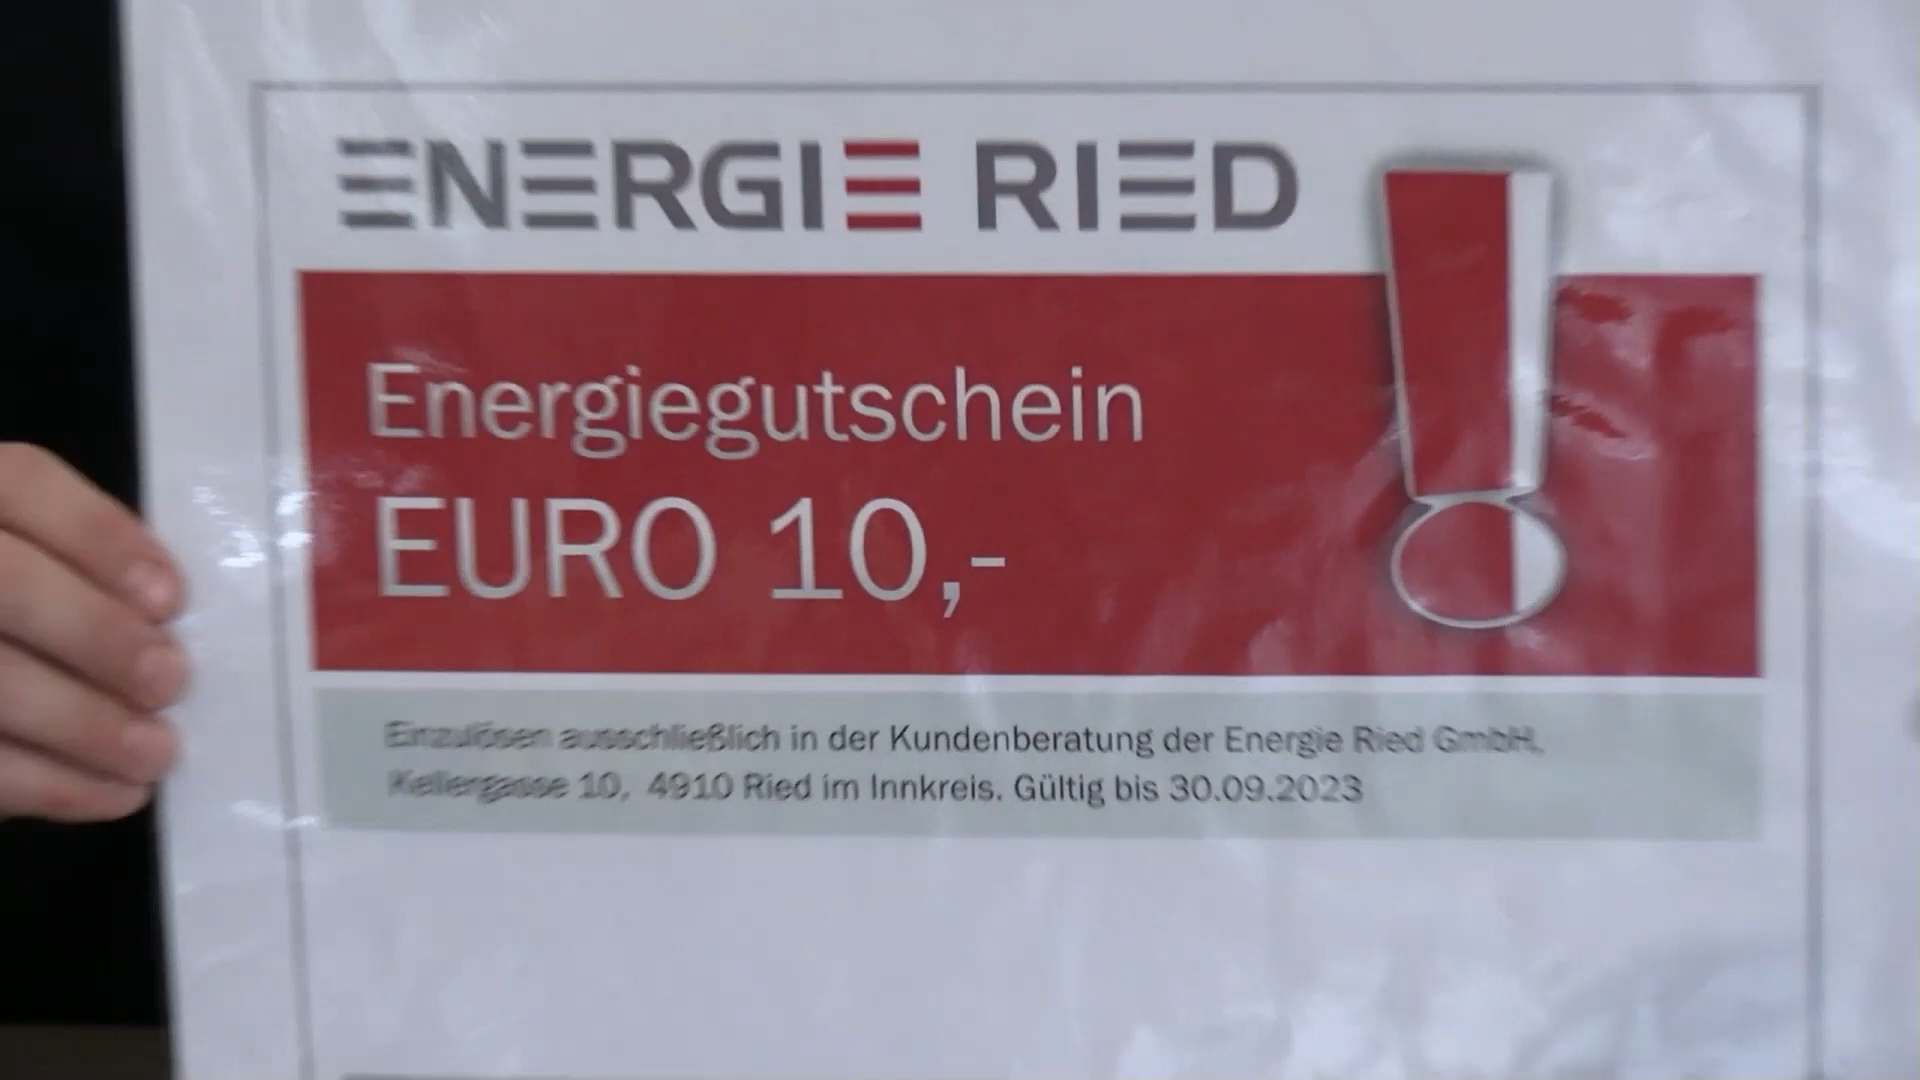 ENERGIE RIED
Energiegutschein
EURO 10,-
Einzulösen ausschließlich in der Kundenberatung der Energie Ried GmbH,
Kellergasse 10, 4910 Ried im Innkreis. Gültig bis 30.09.2023